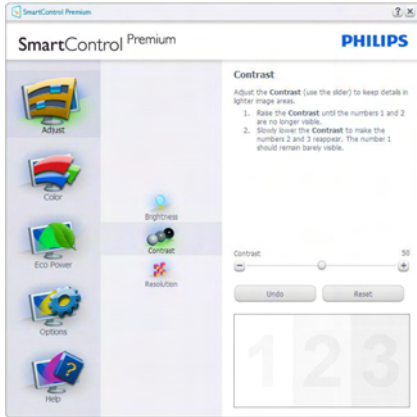 SmartControl Premium
SmartControl Premium
PHILIPS
Adjust
Color
Eco Power
Options
Help
Brightness
Contrast
Resolution
Contrast
Adjust the Contrast (use the slider) to keep details in
lighter image areas.
1. Raise the Contrast until the numbers 1 and 2
are no longer visible.
2. Slowly lower the Contrast to make the
numbers 2 and 3 reappear. The number 1
should remain barely visible.
Contrast 50
Undo Reset
1 2 3